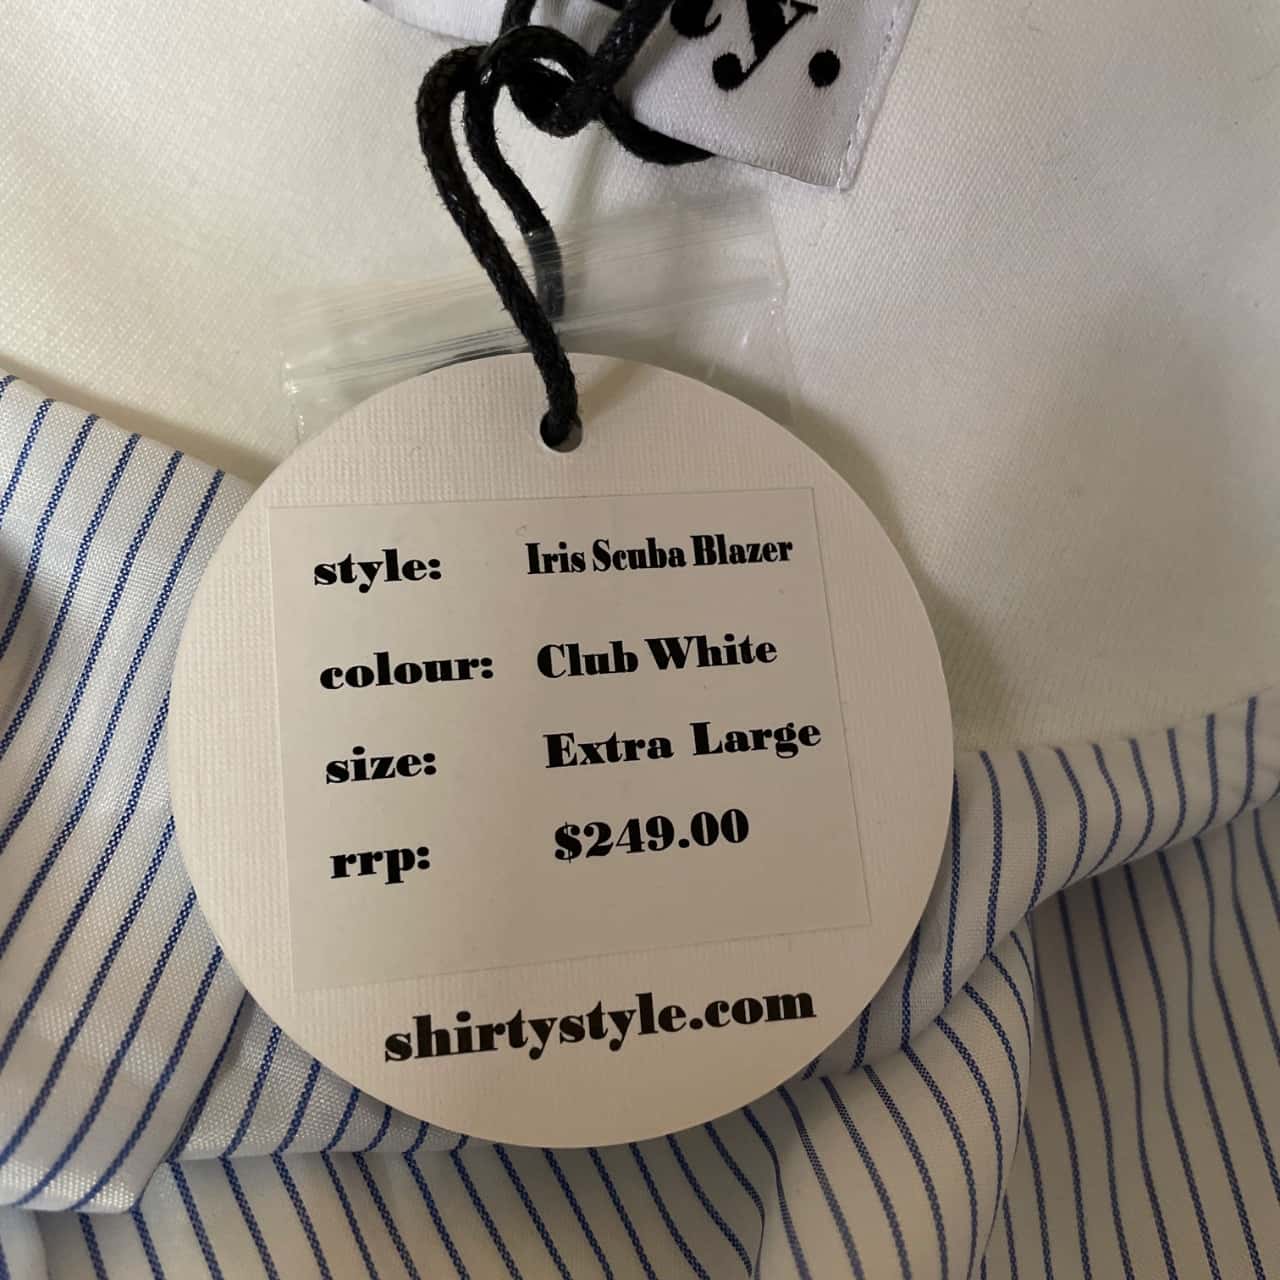 style: Iris Scuba Blazer
colour: Club White
size: Extra Large
rrp: $249.00
shirtystyle.com